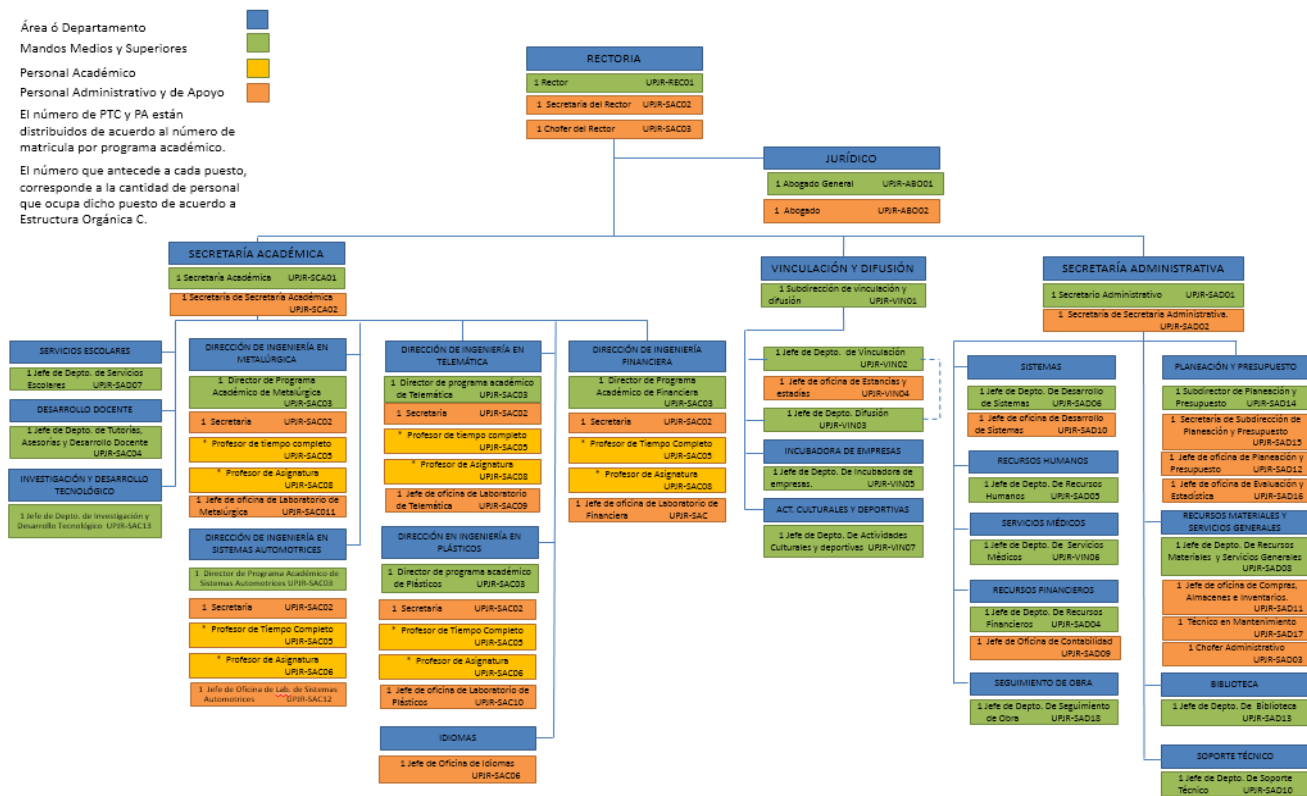 Área ó Departamento
Mandos Medios y Superiores
Personal Académico
Personal Administrativo y de Apoyo
El número de PTC y PA están
distribuidos de acuerdo al número de
matricula por programa académico.
El número que antecede a cada puesto,
corresponde a la cantidad de personal
que ocupa dicho puesto de acuerdo a
Estructura Orgánica C.
RECTORIA
1 Rector UPJR-REC01
1 Secretaría del Rector UPJR-SAC02
1 Chofer del Rector UPJR-SAC03
JURÍDICO
1 Abogado General UPJR-ABO01
1 Abogado UPJR-ABO02
SECRETARÍA ACADÉMICA
1 Secretaría Académica UPJR-SCA01
1 Secretaría de Secretaría Académica
UPJR-SCA02
SERVICIOS ESCOLARES
1 Jefe de Depto. de Servicios
Escolares UPJR-SAD07
DESARROLLO DOCENTE
1 Jefe de Depto. de Tutorías,
Asesorías y Desarrollo Docente
UPJR-SAC04
INVESTIGACIÓN Y DESARROLLO
TECNOLÓGICO
1 Jefe de Depto. de Investigación y
Desarrollo Tecnológico UPJR-SAC13
DIRECCIÓN DE INGENIERÍA EN
METALÚRGICA
1 Director de Programa
Académico de Metalúrgica
UPJR-SAC03
1 Secretaría UPJR-SAC02
* Profesor de tiempo completo
UPJR-SAC05
* Profesor de Asignatura
UPJR-SAC08
1 Jefe de oficina de Laboratorio de
Metalúrgica UPJR-SAC011
DIRECCIÓN DE INGENIERÍA EN
SISTEMAS AUTOMOTRICES
1 Director de Programa Académico de
Sistemas Automotrices UPJR-SAC03
1 Secretaría UPJR-SAC02
* Profesor de Tiempo Completo
UPJR-SAC05
* Profesor de Asignatura
UPJR-SAC06
1 Jefe de Oficina de Lab. de Sistemas
Automotrices UPJR-SAC12
DIRECCIÓN DE INGENIERÍA EN
TELEMÁTICA
1 Director de programa académico
de Telemática UPJR-SAC03
1 Secretaría UPJR-SAC02
* Profesor de tiempo completo
UPJR-SAC05
* Profesor de Asignatura
UPJR-SAC08
1 Jefe de oficina de Laboratorio
de Telemática UPJR-SAC09
DIRECCIÓN EN INGENIERÍA EN
PLÁSTICOS
1 Director de programa académico
de Plásticos UPJR-SAC03
1 Secretaría UPJR-SAC02
* Profesor de Tiempo Completo
UPJR-SAC05
* Profesor de Asignatura
UPJR-SAC06
1 Jefe de oficina de Laboratorio de
Plásticos UPJR-SAC10
IDIOMAS
1 Jefe de Oficina de Idiomas
UPJR-SAC06
DIRECCIÓN DE INGENIERÍA
FINANCIERA
1 Director de Programa
Académico de Financiera
UPJR-SAC03
1 Secretaría UPJR-SAC02
* Profesor de Tiempo Completo
UPJR-SAC05
* Profesor de Asignatura
UPJR-SAC08
1 Jefe de oficina de Laboratorio de
Financiera UPJR-SAC
VINCULACIÓN Y DIFUSIÓN
1 Subdirección de vinculación y
difusión UPJR-VIN01
1 Jefe de Depto. de Vinculación
UPJR-VIN02
1 Jefe de oficina de Estancias y
estadías UPJR-VIN04
1 Jefe de Depto. Difusión
UPJR-VIN03
INCUBADORA DE EMPRESAS
1 Jefe de Depto. De Incubadora de
empresas. UPJR-VIN05
ACT. CULTURALES Y DEPORTIVAS
1 Jefe de Depto. De Actividades
Culturales y deportivas UPJR-VIN07
SECRETARÍA ADMINISTRATIVA
1 Secretario Administrativo UPJR-SAD01
1 Secretaría de Secretaría Administrativa.
UPJR-SAD02
SISTEMAS
1 Jefe de Depto. de Desarrollo
de Sistemas UPJR-SAD06
1 Jefe de oficina de Desarrollo
de Sistemas UPJR-SAD10
RECURSOS HUMANOS
1 Jefe de Depto. De Recursos
Humanos UPJR-SAD05
SERVICIOS MÉDICOS
1 Jefe de Depto. De Servicios
Médicos UPJR-VIN06
RECURSOS FINANCIEROS
1 Jefe de Depto. De Recursos
Financieros UPJR-SAD04
1 Jefe de Oficina de Contabilidad
UPJR-SAD09
SEGUIMIENTO DE OBRA
1 Jefe de Depto. De Seguimiento
de Obra UPJR-SAD18
PLANEACIÓN Y PRESUPUESTO
1 Subdirector de Planeación y
Presupuesto UPJR-SAD14
1 Secretaria de Subdirección de
Planeación y Presupuesto
UPJR-SAD15
1 Jefe de oficina de Planeación y
Presupuesto UPJR-SAD12
1 Jefe de oficina de Evaluación y
Estadística UPJR-SAD16
RECURSOS MATERIALES Y
SERVICIOS GENERALES
1 Jefe de Depto. De Recursos
Materiales y Servicios Generales
UPJR-SAD08
1 Jefe de oficina de Compras,
Almacenes e Inventarios.
UPJR-SAD11
1 Técnico en Mantenimiento
UPJR-SAD17
1 Chofer Administrativo
UPJR-SAD03
BIBLIOTECA
1 Jefe de Depto. De Biblioteca
UPJR-SAD13
SOPORTE TÉCNICO
1 Jefe de Depto. De Soporte
Técnico UPJR-SAD10